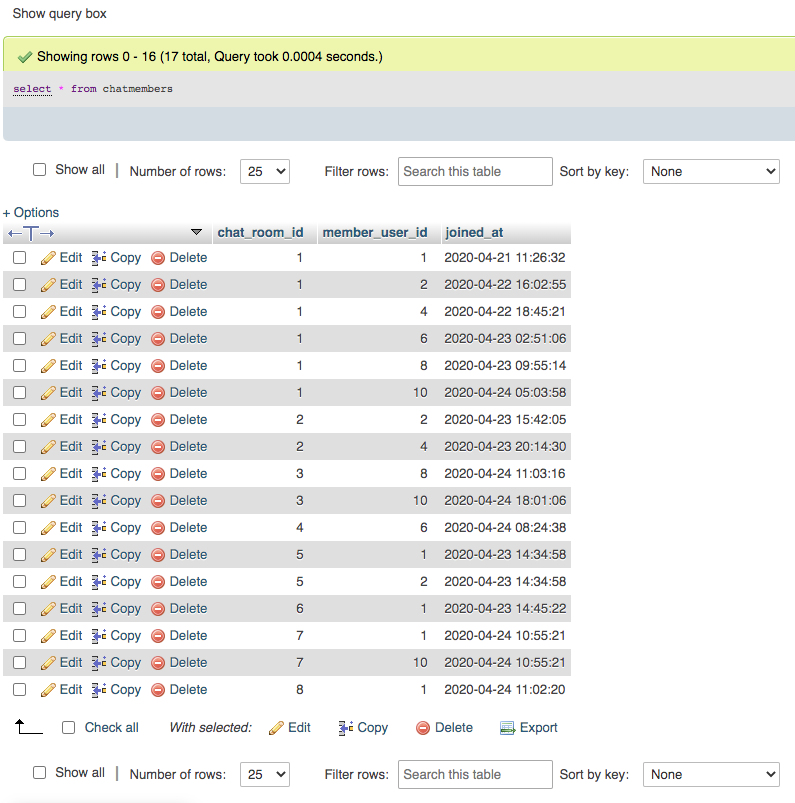 Show query box
Showing rows 0 - 16 (17 total, Query took 0.0004 seconds.)
select * from chatmembers
Show all | Number of rows: 25 Filter rows: Search this table Sort by key: None
+ Options
←T→ chat_room_id member_user_id joined_at
Edit Copy Delete 1 1 2020-04-21 11:26:32
Edit Copy Delete 1 2 2020-04-22 16:02:55
Edit Copy Delete 1 4 2020-04-22 18:45:21
Edit Copy Delete 1 6 2020-04-23 02:51:06
Edit Copy Delete 1 8 2020-04-23 09:55:14
Edit Copy Delete 1 10 2020-04-24 05:03:58
Edit Copy Delete 2 2 2020-04-23 15:42:05
Edit Copy Delete 2 4 2020-04-23 20:14:30
Edit Copy Delete 3 8 2020-04-24 11:03:16
Edit Copy Delete 3 10 2020-04-24 18:01:06
Edit Copy Delete 4 6 2020-04-24 08:24:38
Edit Copy Delete 5 1 2020-04-23 14:34:58
Edit Copy Delete 5 2 2020-04-23 14:34:58
Edit Copy Delete 6 1 2020-04-23 14:45:22
Edit Copy Delete 7 1 2020-04-24 10:55:21
Edit Copy Delete 7 10 2020-04-24 10:55:21
Edit Copy Delete 8 1 2020-04-24 11:02:20
Check all With selected: Edit Copy Delete Export
Show all | Number of rows: 25 Filter rows: Search this table Sort by key: None